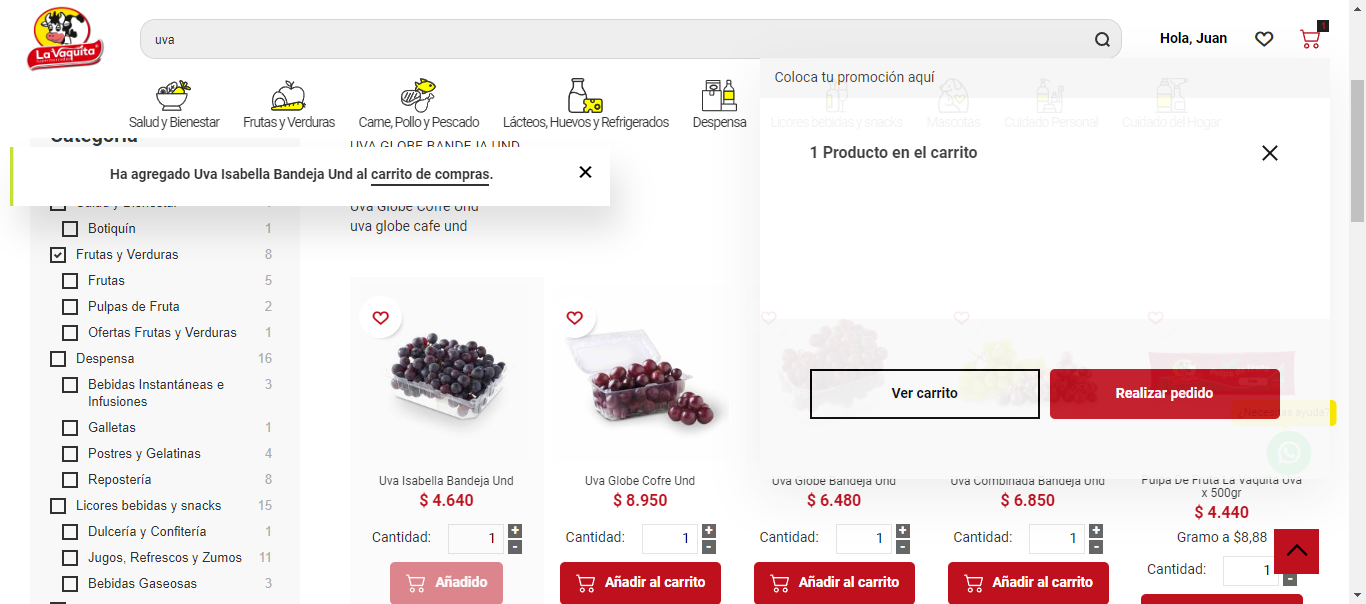 La Vaquita
uva
Hola, Juan
1
Coloca tu promoción aquí
Salud y Bienestar
Frutas y Verduras
Carne, Pollo y Pescado
Lácteos, Huevos y Refrigerados
Despensa
Licores bebidas y snacks
Mascotas
Cuidado Personal
Cuidado del Hogar
Categoría
UVA GLOBE BANDEJA UND
1 Producto en el carrito
Ha agregado Uva Isabella Bandeja Und al carrito de compras.
Salud y Bienestar
Uva Globe Cofre Und
uva globe cafe und
Botiquín 1
Frutas y Verduras 8
Frutas 5
Pulpas de Fruta 2
Ofertas Frutas y Verduras 1
Despensa 16
Bebidas Instantáneas e 3
Infusiones
Galletas 1
Postres y Gelatinas 4
Repostería 8
Licores bebidas y snacks 15
Dulcería y Confitería 1
Jugos, Refrescos y Zumos 11
Bebidas Gaseosas 3
Ver carrito
Realizar pedido
¿Necesitas ayuda?
Uva Isabella Bandeja Und
$ 4.640
Cantidad: 1 + -
Añadido
Uva Globe Cofre Und
$ 8.950
Cantidad: 1 + -
Añadir al carrito
Uva Globe Bandeja Und
$ 6.480
Cantidad: 1 + -
Añadir al carrito
Uva Combinada Bandeja Und
$ 6.850
Cantidad: 1 + -
Añadir al carrito
Pulpa De Fruta La Vaquita Uva
x 500gr
$ 4.440
Gramo a $8,88
Cantidad: 1 -